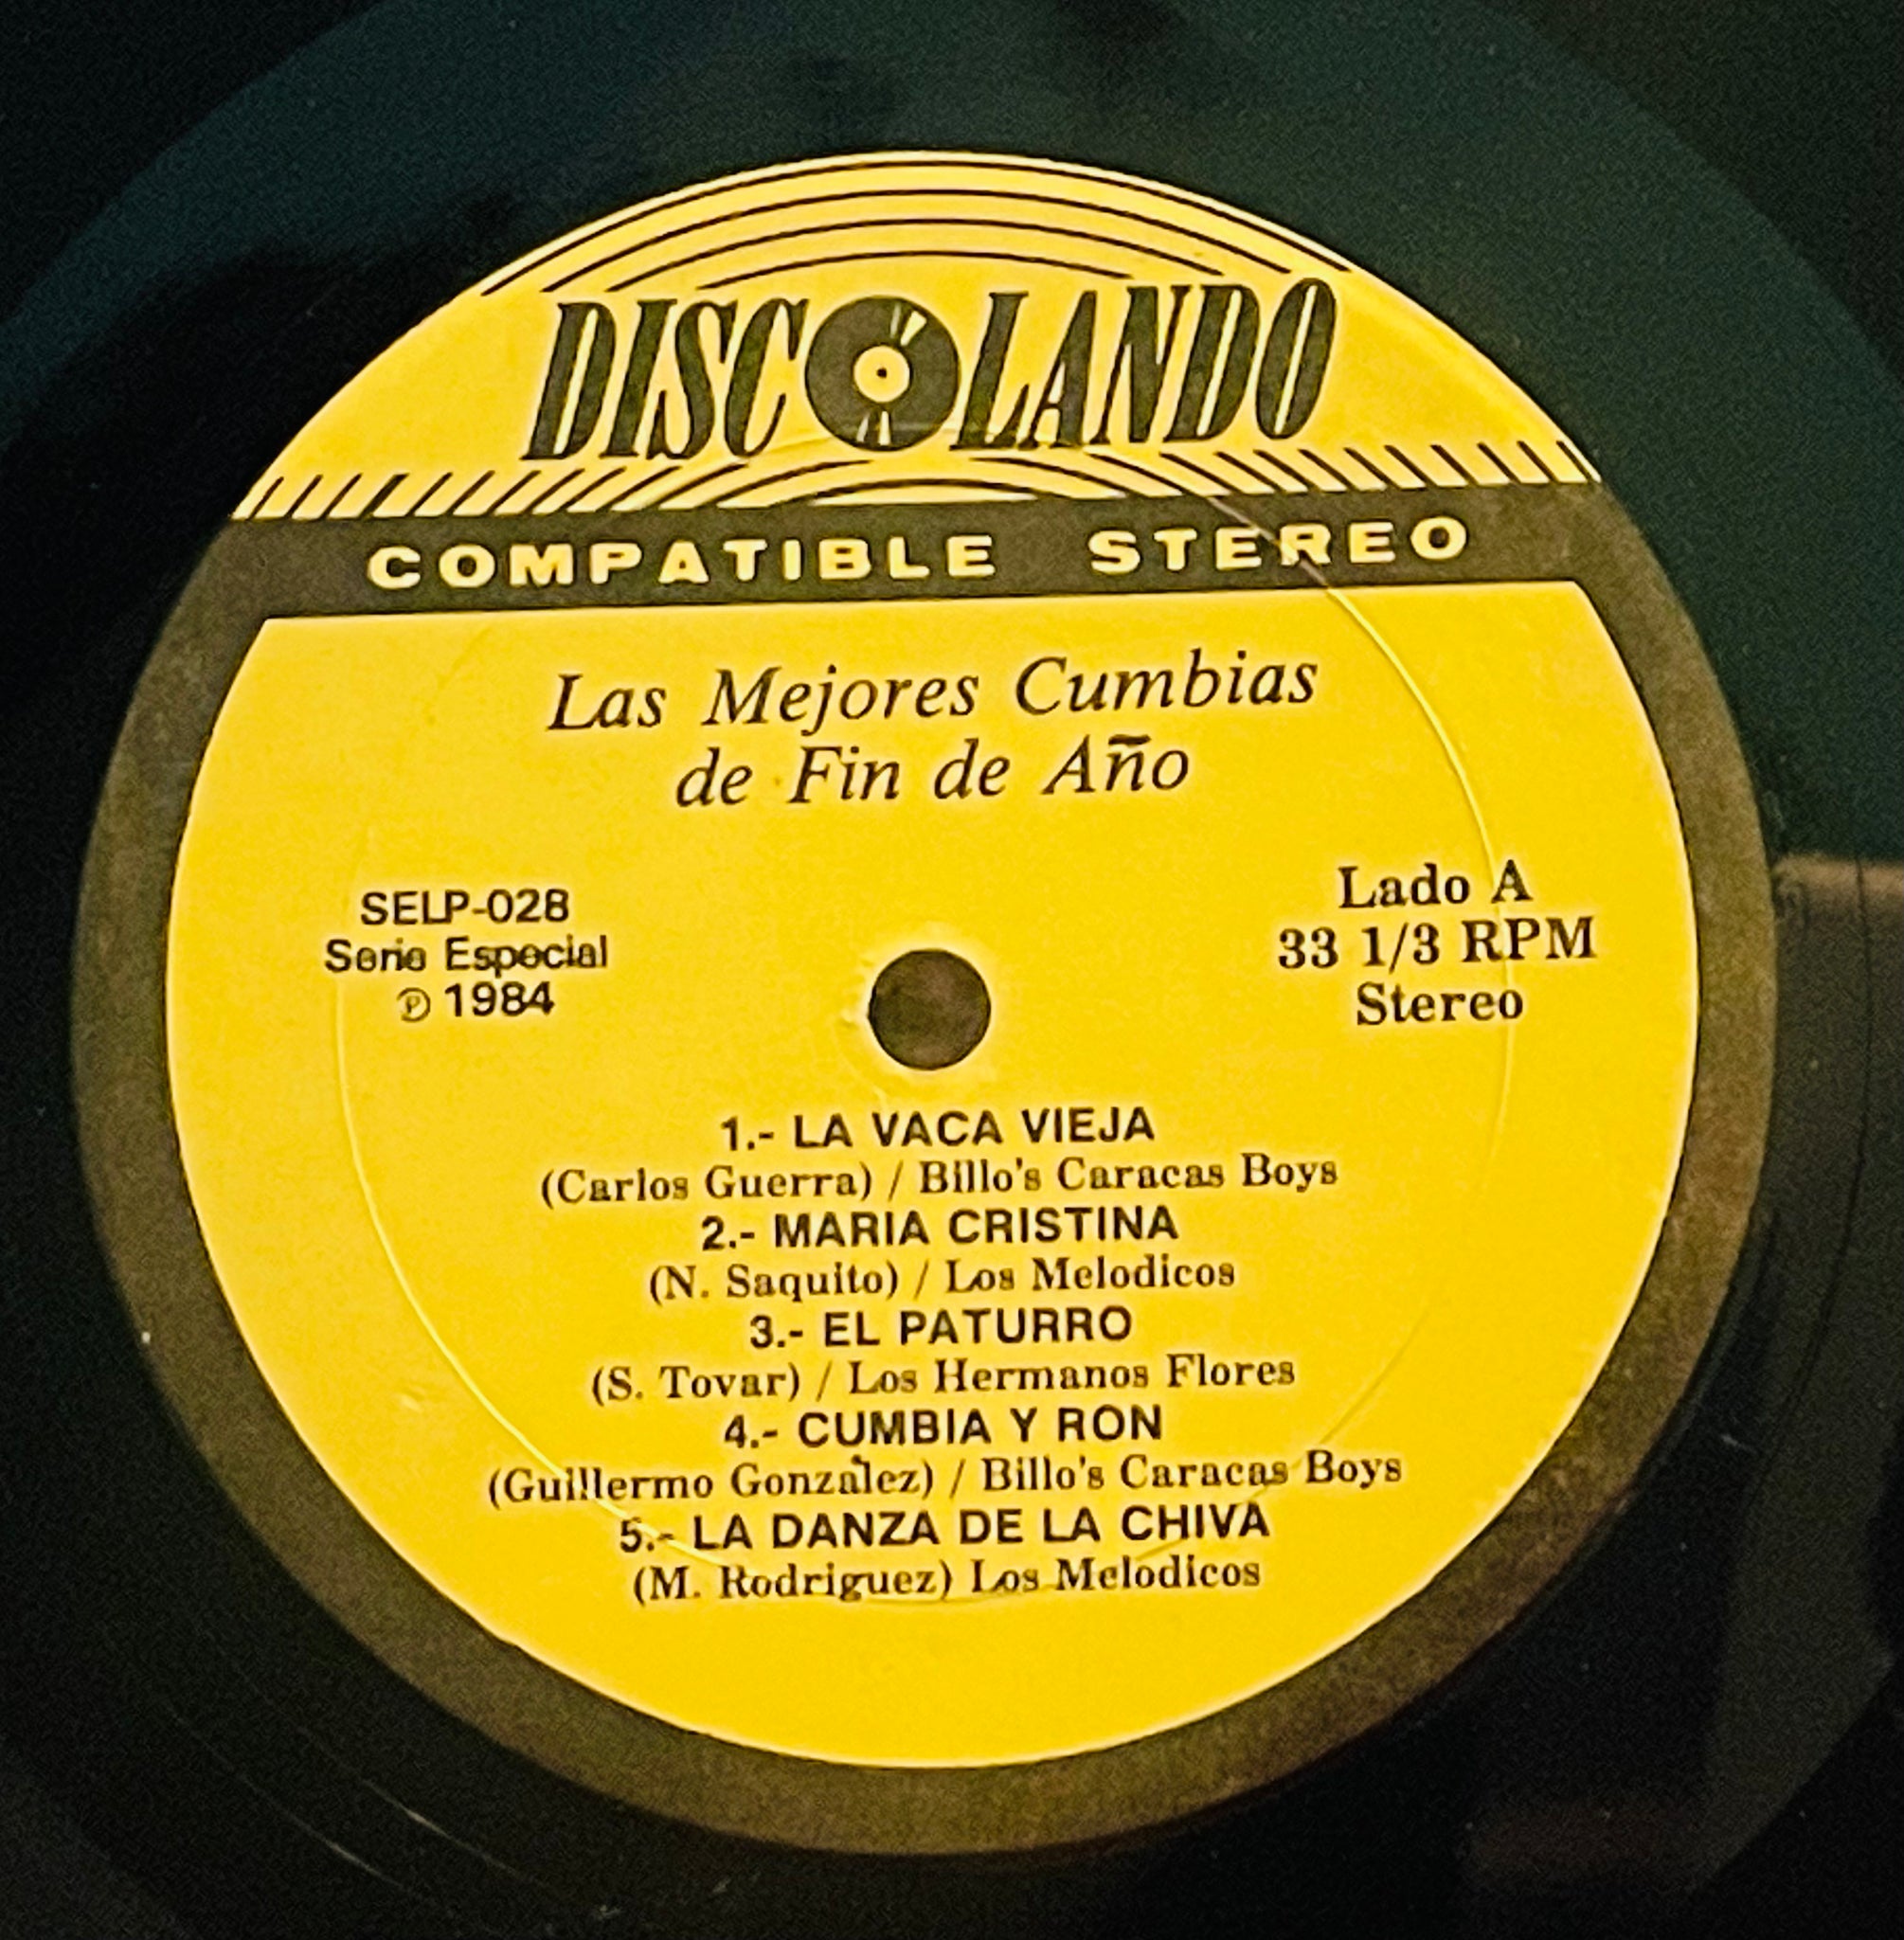 DISCOLANDO
COMPATIBLE STEREO
Las Mejores Cumbias
de Fin de Año
SELP-028
Serie Especial
℗ 1984
Lado A
33 1/3 RPM
Stereo
1.- LA VACA VIEJA
(Carlos Guerra) / Billo's Caracas Boys
2.- MARIA CRISTINA
(N. Saquito) / Los Melodicos
3.- EL PATURRO
(S. Tovar) / Los Hermanos Flores
4.- CUMBIA Y RON
(Guillermo Gonzalez) / Billo's Caracas Boys
5.- LA DANZA DE LA CHIVA
(M. Rodriguez) Los Melodicos